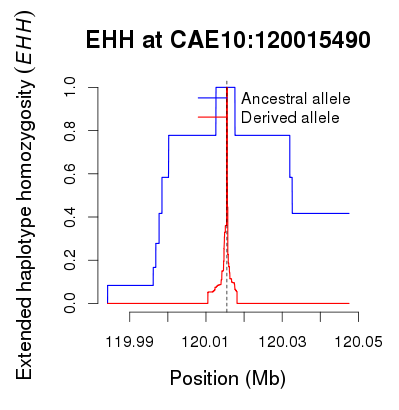 EHH at CAE10:120015490
Extended haplotype homozygosity (EHH)
1.0
0.8
0.6
0.4
0.2
0.0
Ancestral allele
Derived allele
119.99 120.01 120.03 120.05
Position (Mb)